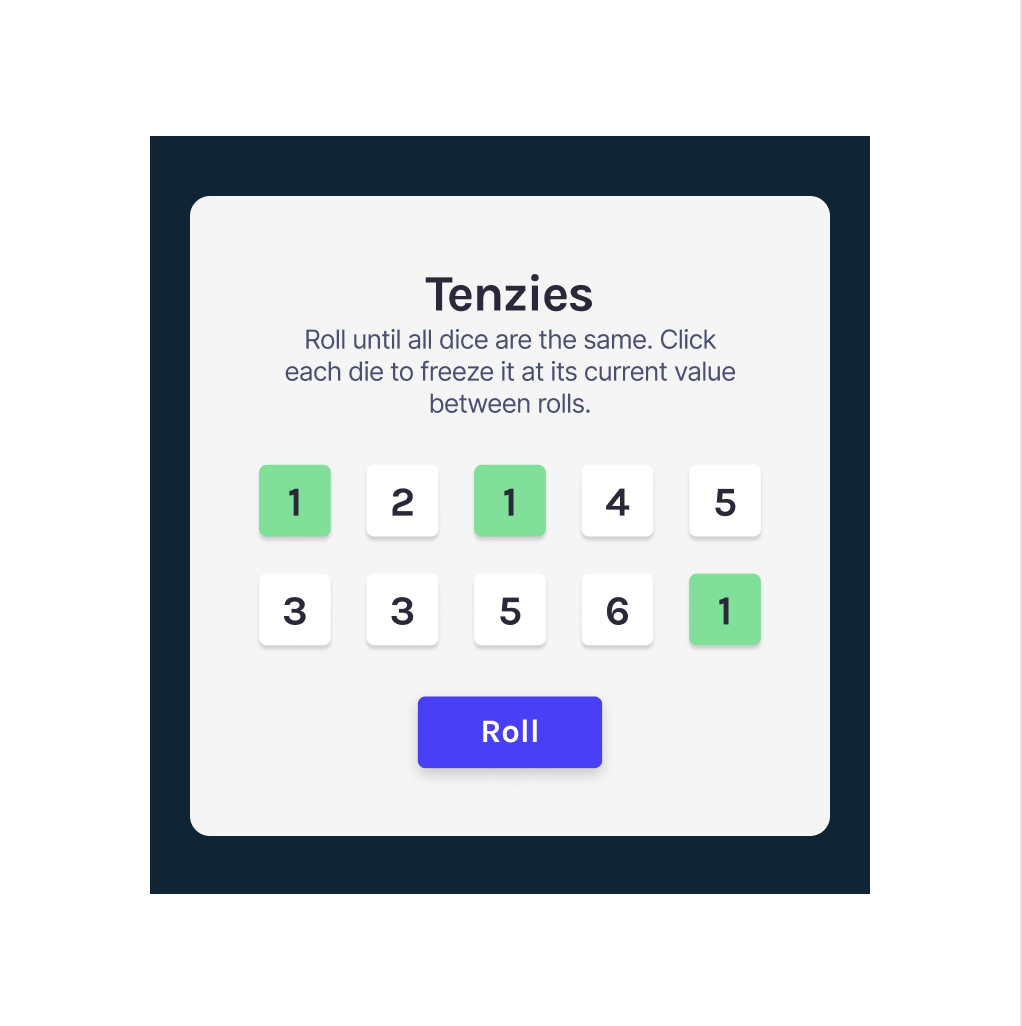 Tenzies
Roll until all dice are the same. Click
each die to freeze it at its current value
between rolls.
1 2 1 4 5
3 3 5 6 1
Roll